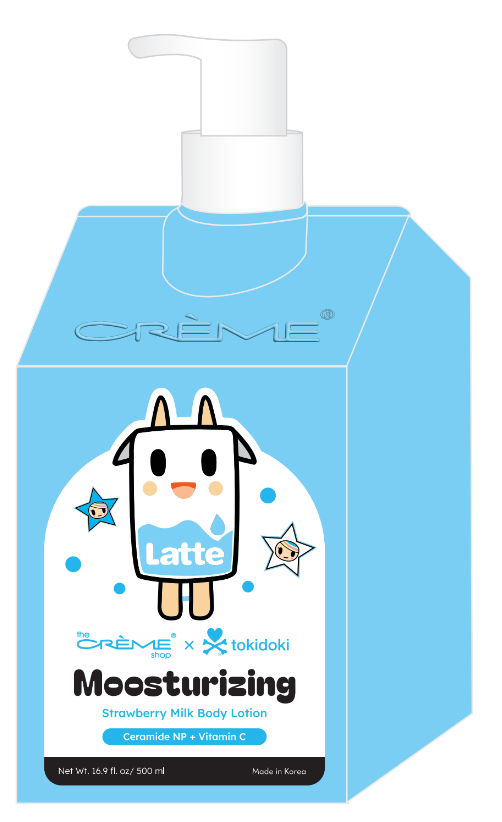 CRÈME®
Latte
the CRÈME® shop × tokidoki
Moosturizing
Strawberry Milk Body Lotion
Ceramide NP + Vitamin C
Net Wt. 16.9 fl. oz/ 500 ml
Made in Korea